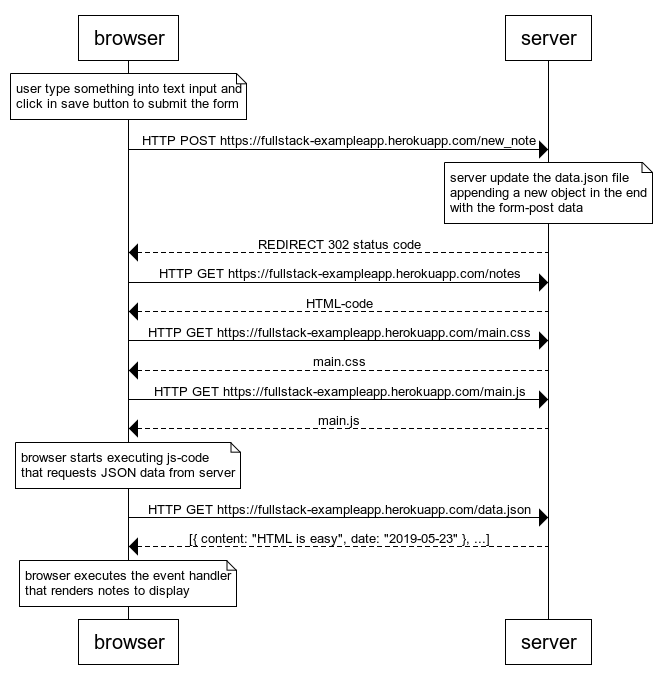 browser
server
user type something into text input and
click in save button to submit the form
HTTP POST https://fullstack-exampleapp.herokuapp.com/new_note
server update the data.json file
appending a new object in the end
with the form-post data
REDIRECT 302 status code
HTTP GET https://fullstack-exampleapp.herokuapp.com/notes
HTML-code
HTTP GET https://fullstack-exampleapp.herokuapp.com/main.css
main.css
HTTP GET https://fullstack-exampleapp.herokuapp.com/main.js
main.js
browser starts executing js-code
that requests JSON data from server
HTTP GET https://fullstack-exampleapp.herokuapp.com/data.json
[{ content: "HTML is easy", date: "2019-05-23" }, ...]
browser executes the event handler
that renders notes to display
browser
server